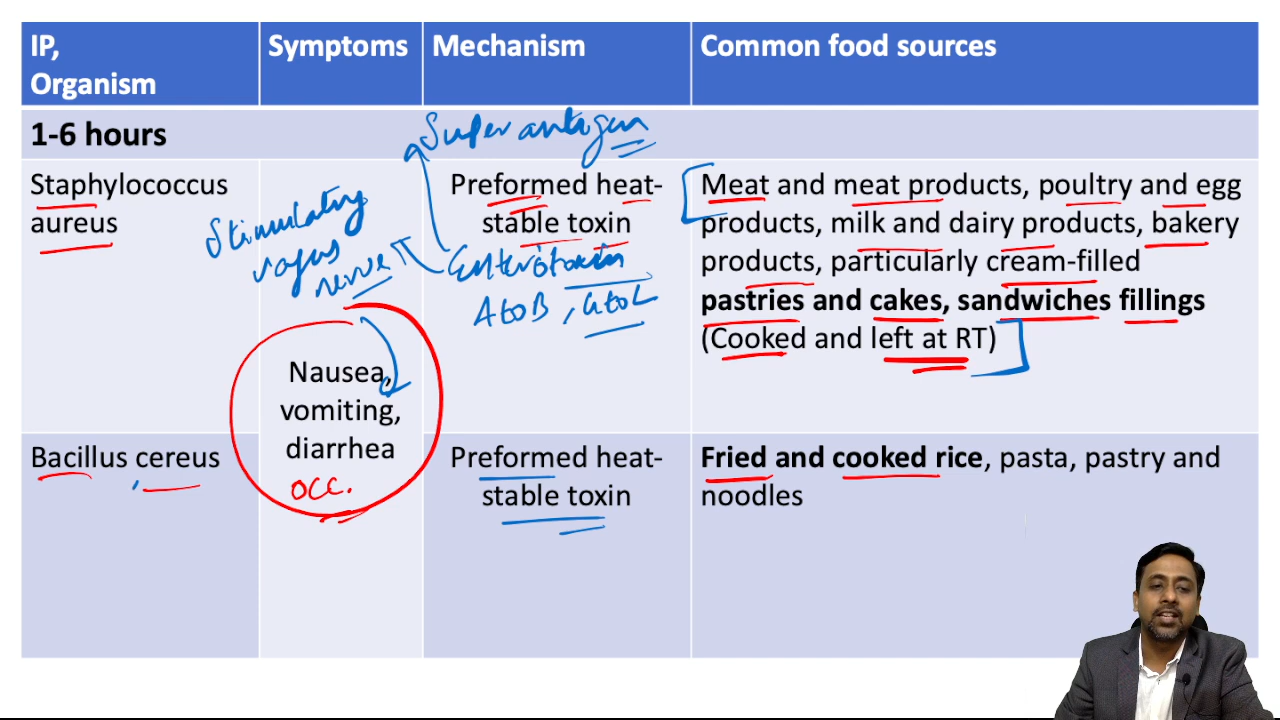 IP,
Organism
Symptoms
Mechanism
Common food sources
1-6 hours
Super antigen
Staphylococcus
aureus
Stimulating
vagus
nerve
Preformed heat-
stable toxin
Enterotoxin
A to B, G to L
Meat and meat products, poultry and egg
products, milk and dairy products, bakery
products, particularly cream-filled
pastries and cakes, sandwiches fillings
(Cooked and left at RT)
Nausea,
vomiting,
diarrhea
occ.
Bacillus cereus
Preformed heat-
stable toxin
Fried and cooked rice, pasta, pastry and
noodles